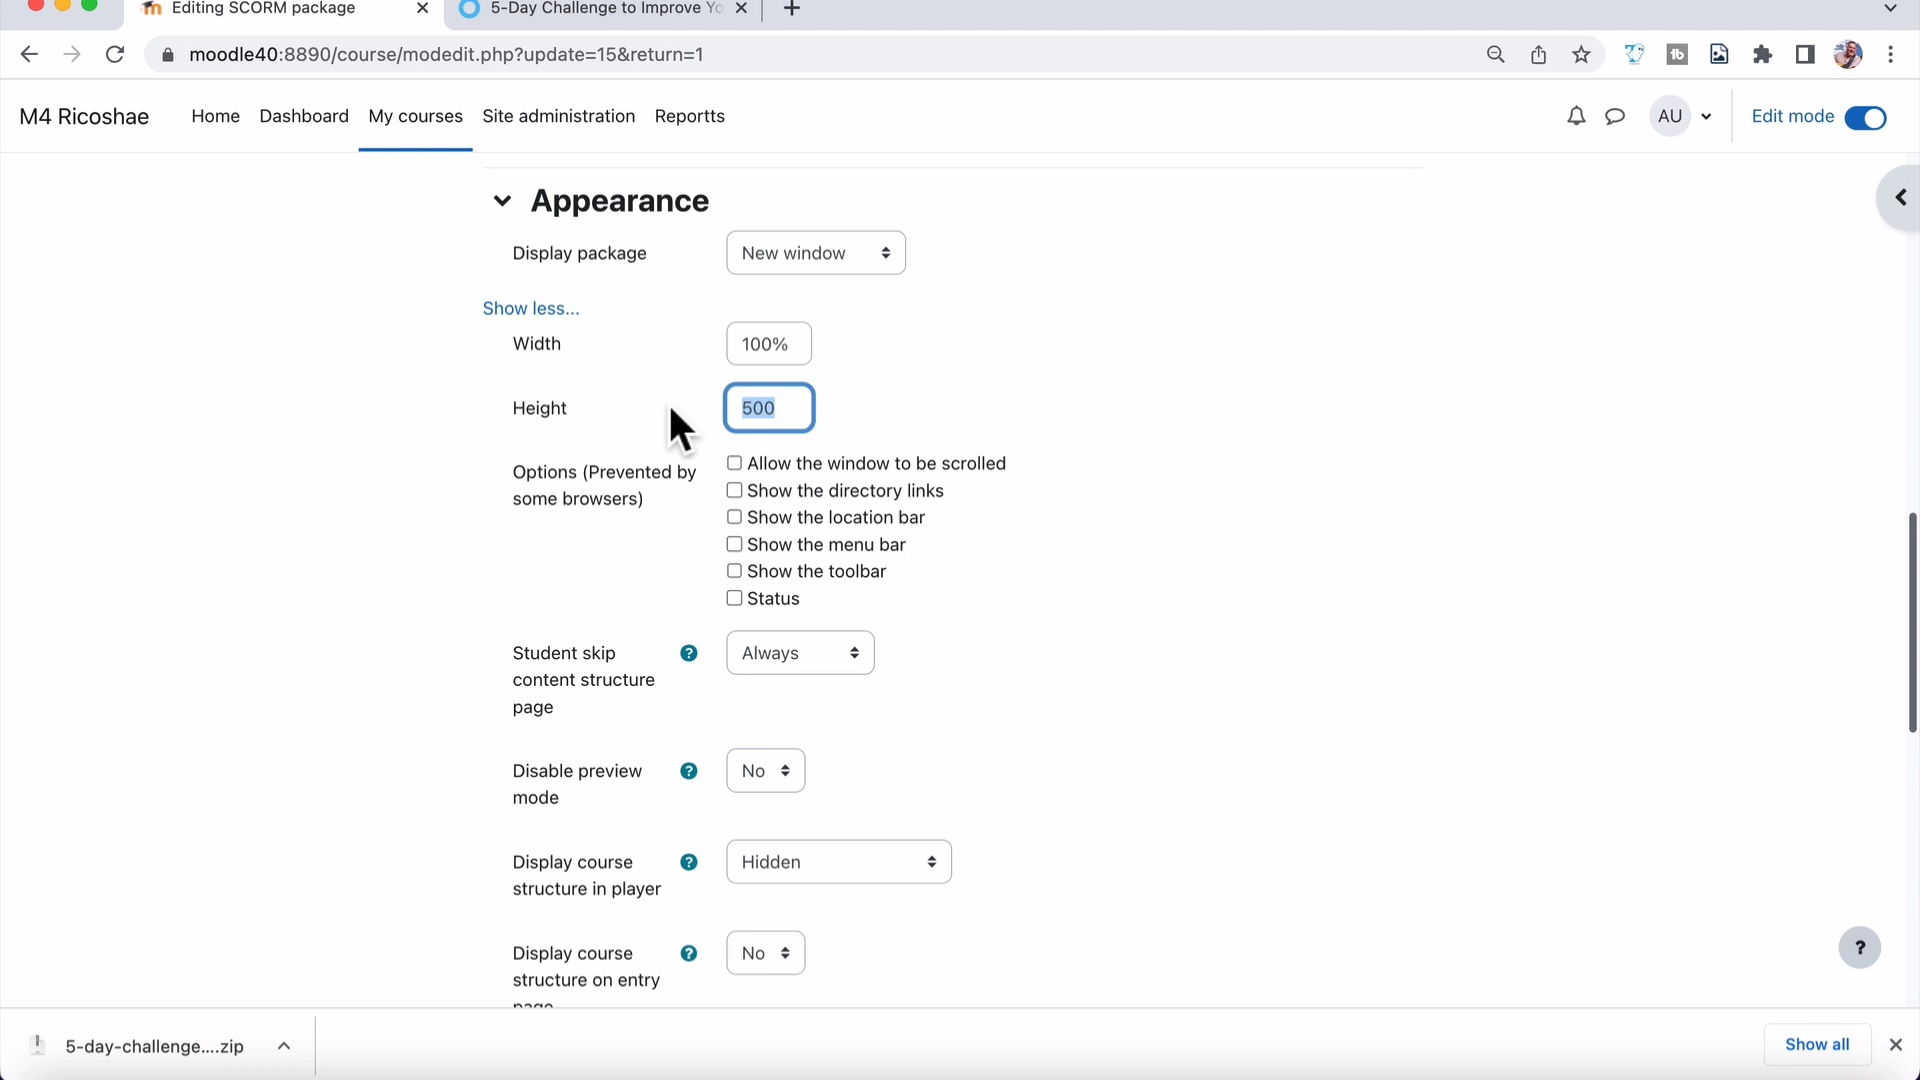 Editing SCORM package
5-Day Challenge to Improve Yo
moodle40:8890/course/modedit.php?update=15&return=1
M4 Ricoshae
Home
Dashboard
My courses
Site administration
Reportts
AU
Edit mode
Appearance
Display package
New window
Show less...
Width
100%
Height
500
Options (Prevented by
some browsers)
Allow the window to be scrolled
Show the directory links
Show the location bar
Show the menu bar
Show the toolbar
Status
Student skip
content structure
page
?
Always
Disable preview
mode
?
No
Display course
structure in player
?
Hidden
Display course
structure on entry
page
?
No
?
5-day-challenge....zip
Show all